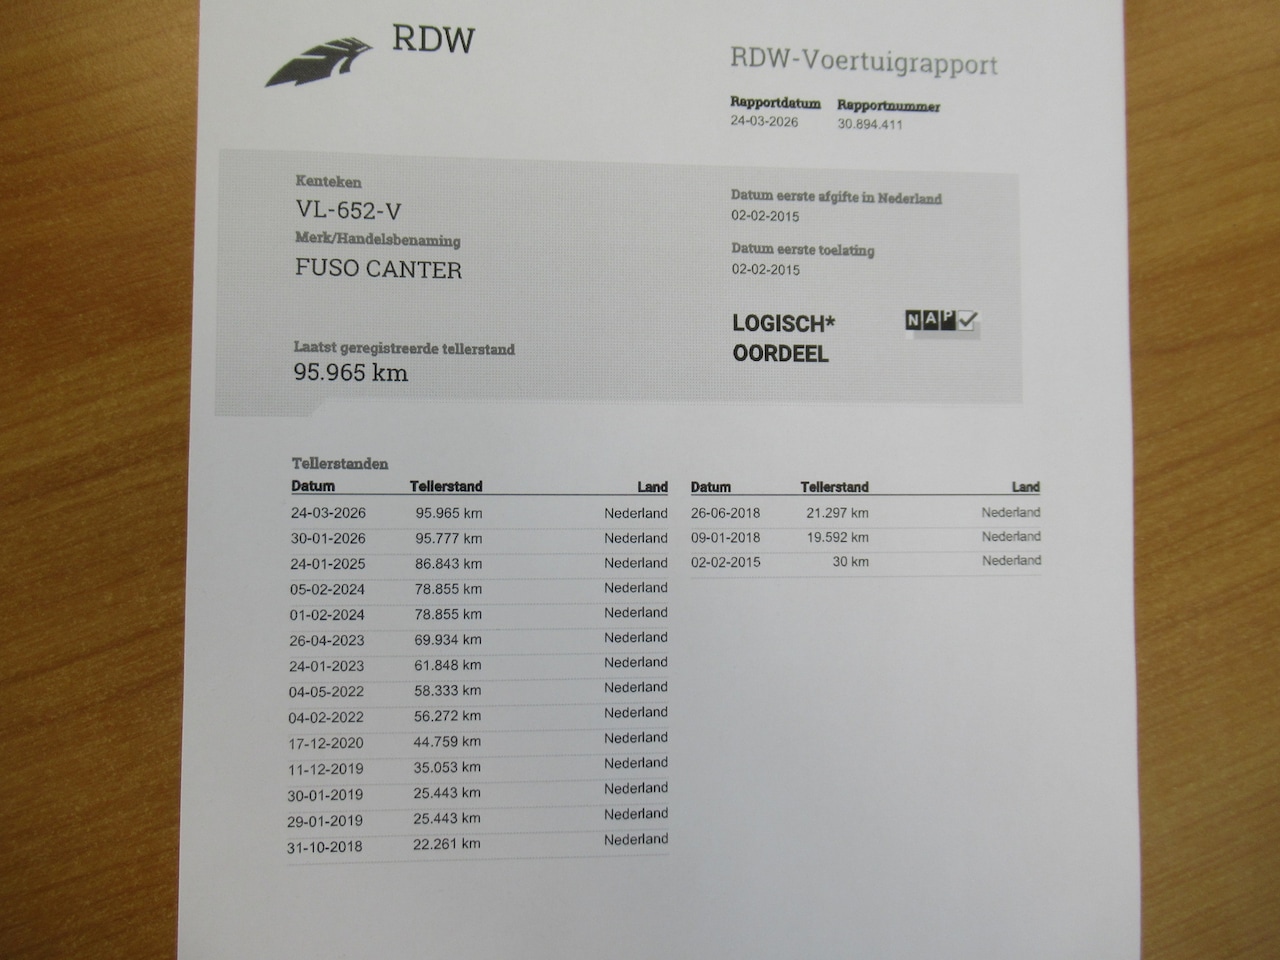 RDW
RDW-Voertuigrapport
Rapportdatum Rapportnummer
24-03-2026 30.894.411
Kenteken
VL-652-V
Merk/Handelsbenaming
FUSO CANTER
Laatst geregistreerde tellerstand
95.965 km
Datum eerste afgifte in Nederland
02-02-2015
Datum eerste toelating
02-02-2015
LOGISCH*
OORDEEL
NAP
Tellerstanden
Datum Tellerstand Land
24-03-2026 95.965 km Nederland
30-01-2026 95.777 km Nederland
24-01-2025 86.843 km Nederland
05-02-2024 78.855 km Nederland
01-02-2024 78.855 km Nederland
26-04-2023 69.934 km Nederland
24-01-2023 61.848 km Nederland
04-05-2022 58.333 km Nederland
04-02-2022 56.272 km Nederland
17-12-2020 44.759 km Nederland
11-12-2019 35.053 km Nederland
30-01-2019 25.443 km Nederland
29-01-2019 25.443 km Nederland
31-10-2018 22.261 km Nederland
Datum Tellerstand Land
26-06-2018 21.297 km Nederland
09-01-2018 19.592 km Nederland
02-02-2015 30 km Nederland